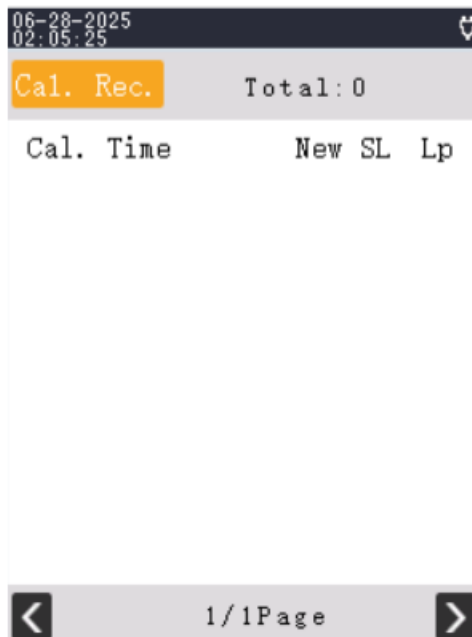 06-28-2025
02:05:25
Cal. Rec. Total:0
Cal. Time New SL Lp
1/1Page